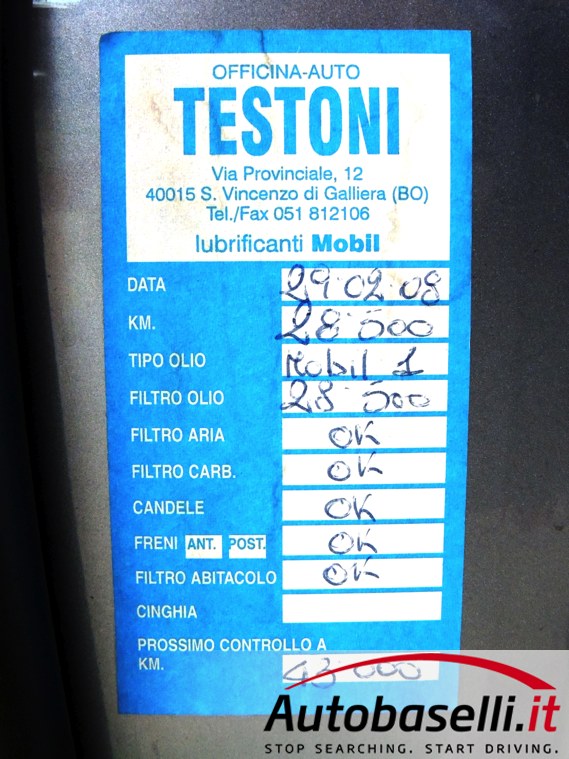 OFFICINA-AUTO
TESTONI
Via Provinciale, 12
40015 S. Vincenzo di Galliera (BO)
Tel./Fax 051 812106
lubrificanti Mobil
DATA 29·02·08
KM. 28 500
TIPO OLIO Mobil 1
FILTRO OLIO 28 500
FILTRO ARIA OK
FILTRO CARB. OK
CANDELE OK
FRENI ANT. POST. OK
FILTRO ABITACOLO OK
CINGHIA
PROSSIMO CONTROLLO A
KM. 43 000
Autobaselli.it
STOP SEARCHING. START DRIVING.